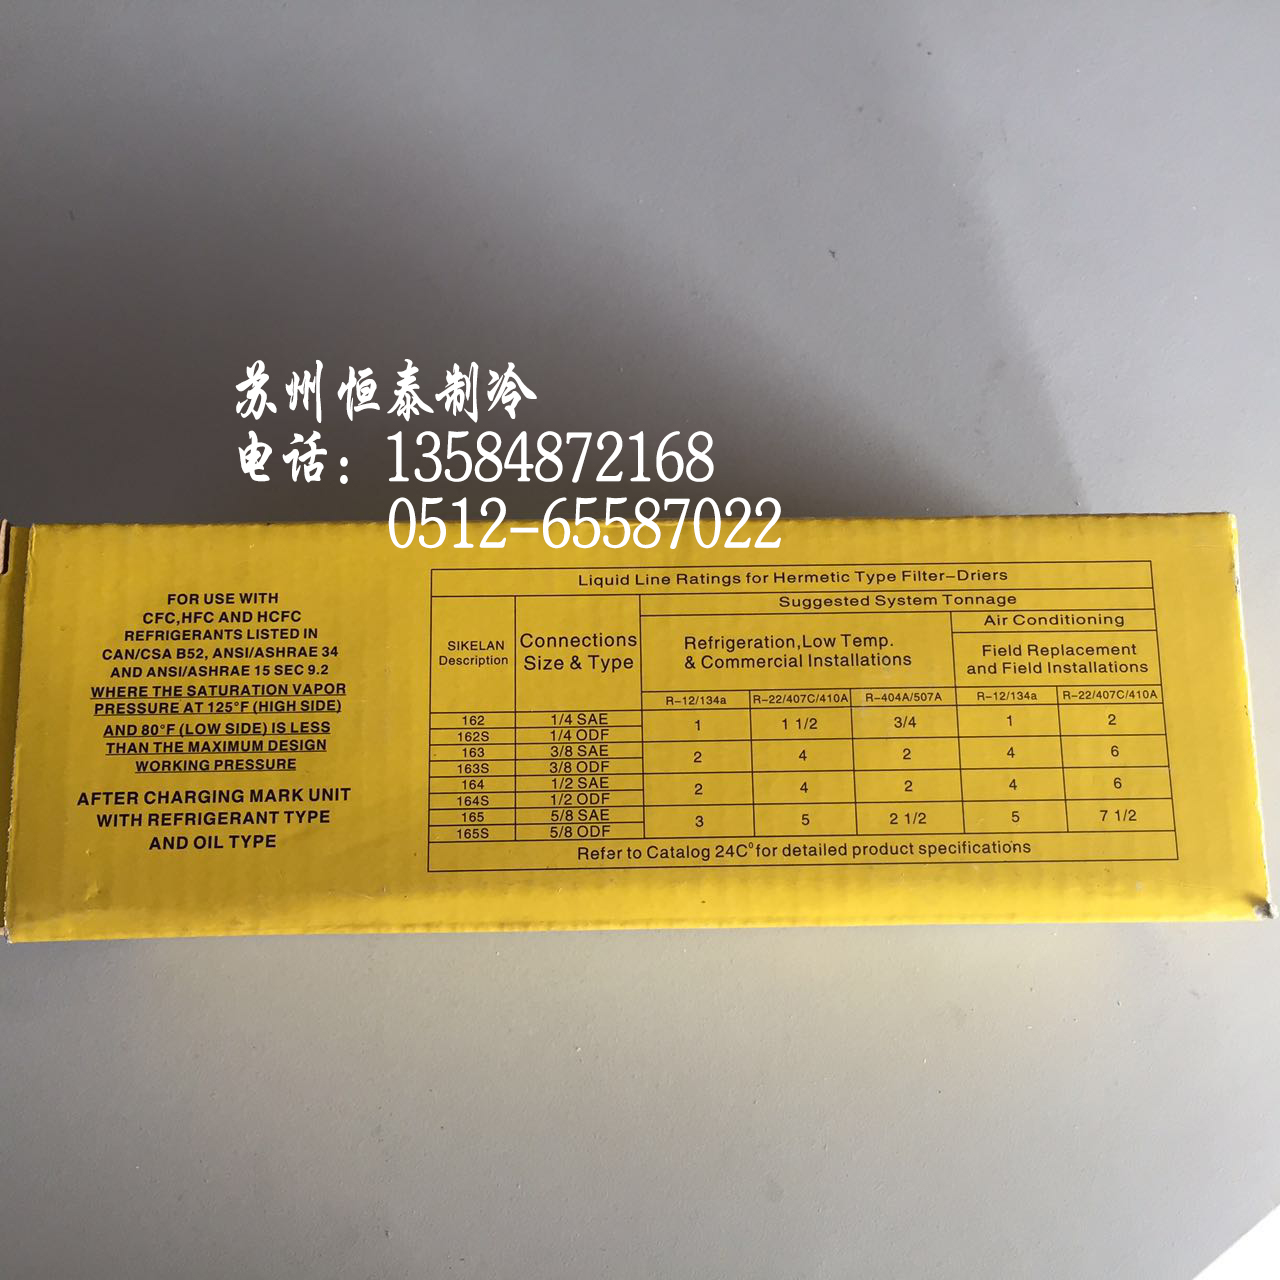 苏州恒泰制冷
电话：13584872168
0512-65587022
FOR USE WITH
CFC,HFC AND HCFC
REFRIGERANTS LISTED IN
CAN/CSA B52, ANSI/ASHRAE 34
AND ANSI/ASHRAE 15 SEC 9.2
WHERE THE SATURATION VAPOR
PRESSURE AT 125°F (HIGH SIDE)
AND 80°F (LOW SIDE) IS LESS
THAN THE MAXIMUM DESIGN
WORKING PRESSURE
AFTER CHARGING MARK UNIT
WITH REFRIGERANT TYPE
AND OIL TYPE
Liquid Line Ratings for Hermetic Type Filter-Driers
Suggested System Tonnage
SIKELAN
Description
Connections
Size & Type
Refrigeration,Low Temp.
& Commercial Installations
Air Conditioning
Field Replacement
and Field Installations
R-12/134a R-22/407C/410A R-404A/507A R-12/134a R-22/407C/410A
162 1/4 SAE 1 1 1/2 3/4 1 2
162S 1/4 ODF
163 3/8 SAE 2 4 2 4 6
163S 3/8 ODF
164 1/2 SAE 2 4 2 4 6
164S 1/2 ODF
165 5/8 SAE 3 5 2 1/2 5 7 1/2
165S 5/8 ODF
Refer to Catalog 24C⁰ for detailed product specifications